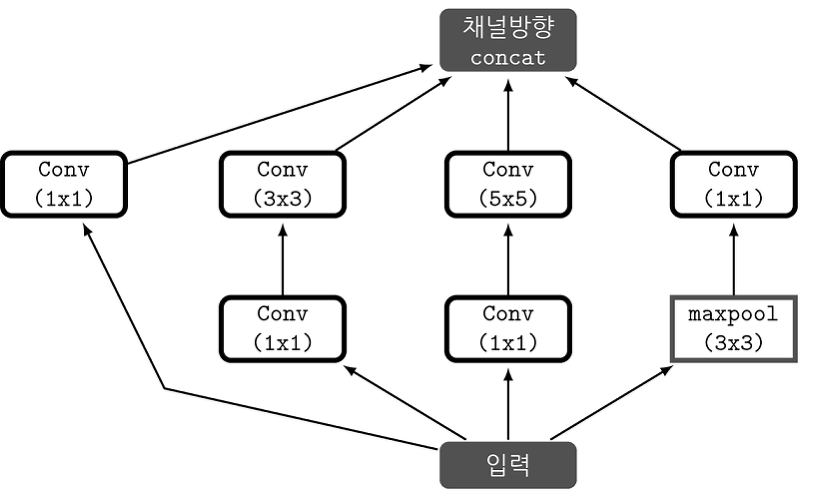 채널방향
concat
Conv
(1x1)
Conv
(3x3)
Conv
(5x5)
Conv
(1x1)
Conv
(1x1)
Conv
(1x1)
maxpool
(3x3)
입력